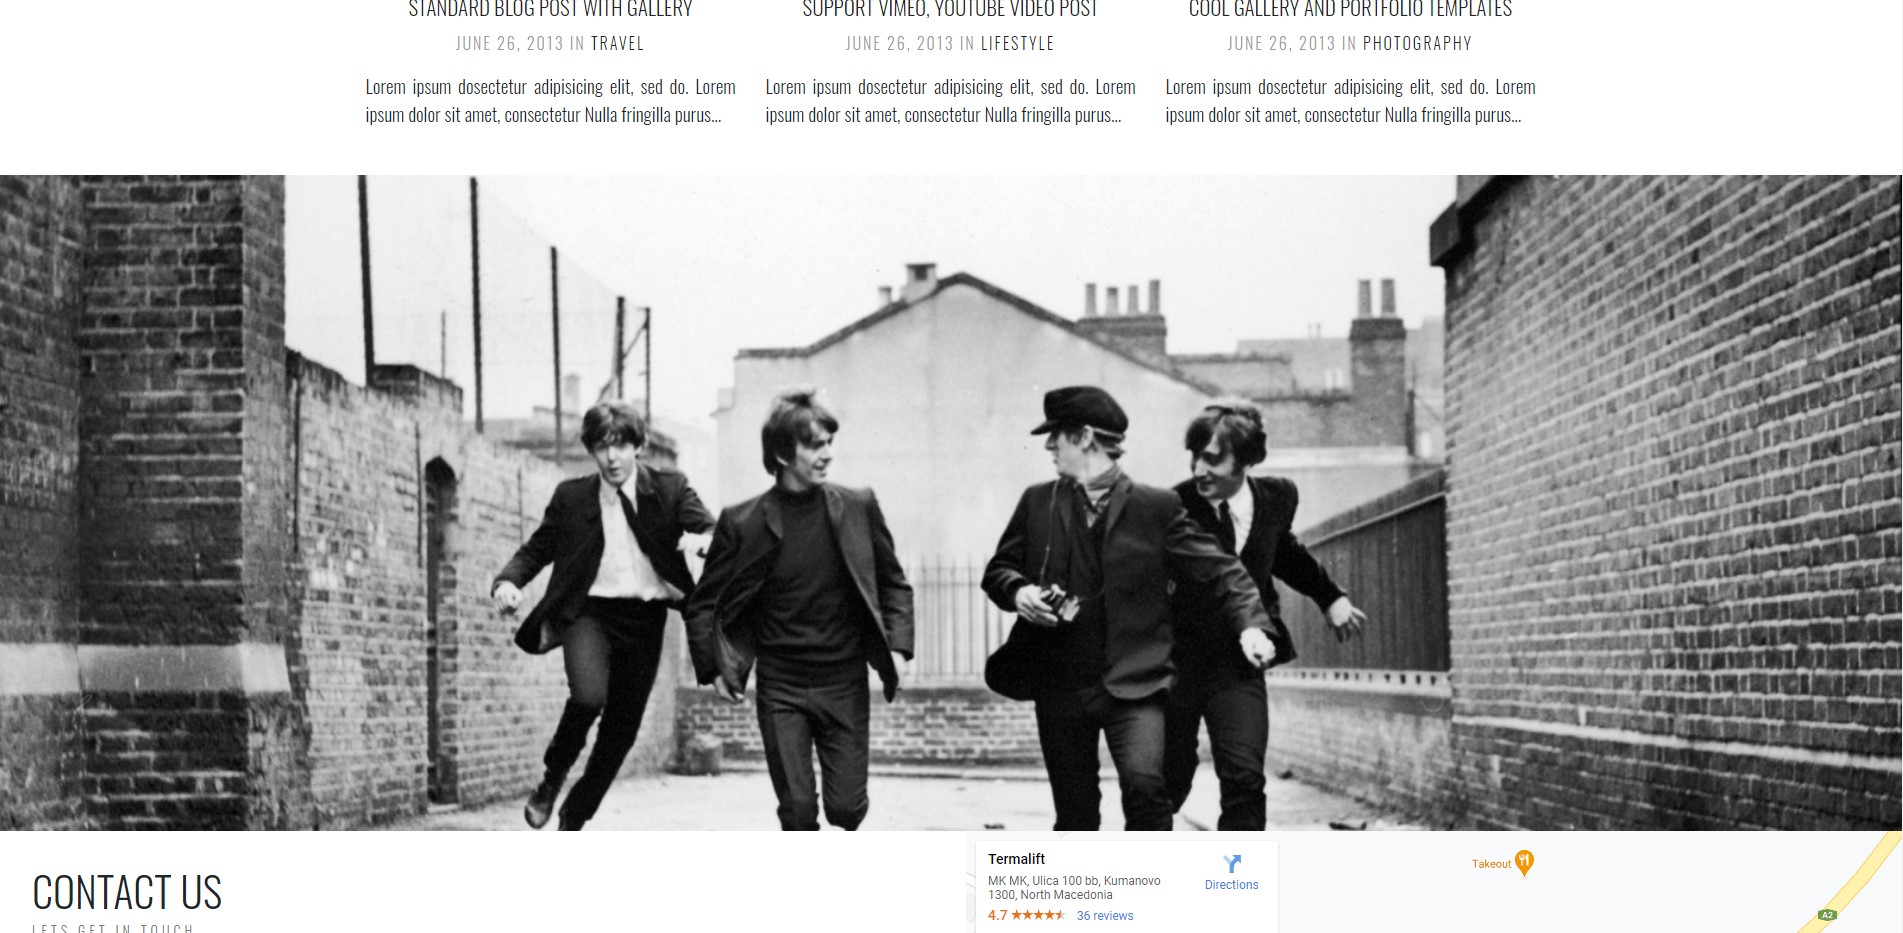 STANDARD BLOG POST WITH GALLERY
JUNE 26, 2013 IN TRAVEL
Lorem ipsum dosectetur adipisicing elit, sed do. Lorem
ipsum dolor sit amet, consectetur Nulla fringilla purus...
SUPPORT VIMEO, YOUTUBE VIDEO POST
JUNE 26, 2013 IN LIFESTYLE
Lorem ipsum dosectetur adipisicing elit, sed do. Lorem
ipsum dolor sit amet, consectetur Nulla fringilla purus...
COOL GALLERY AND PORTFOLIO TEMPLATES
JUNE 26, 2013 IN PHOTOGRAPHY
Lorem ipsum dosectetur adipisicing elit, sed do. Lorem
ipsum dolor sit amet, consectetur Nulla fringilla purus...
CONTACT US
LETS GET IN TOUCH
Termalift
MK MK, Ulica 100 bb, Kumanovo
1300, North Macedonia
4.7 36 reviews
Directions
Takeout
A2